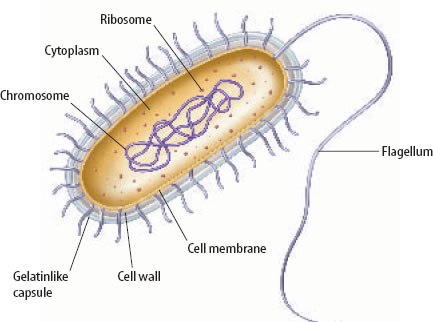 Ribosome
Cytoplasm
Chromosome
Flagellum
Cell membrane
Gelatinlike
capsule
Cell wall